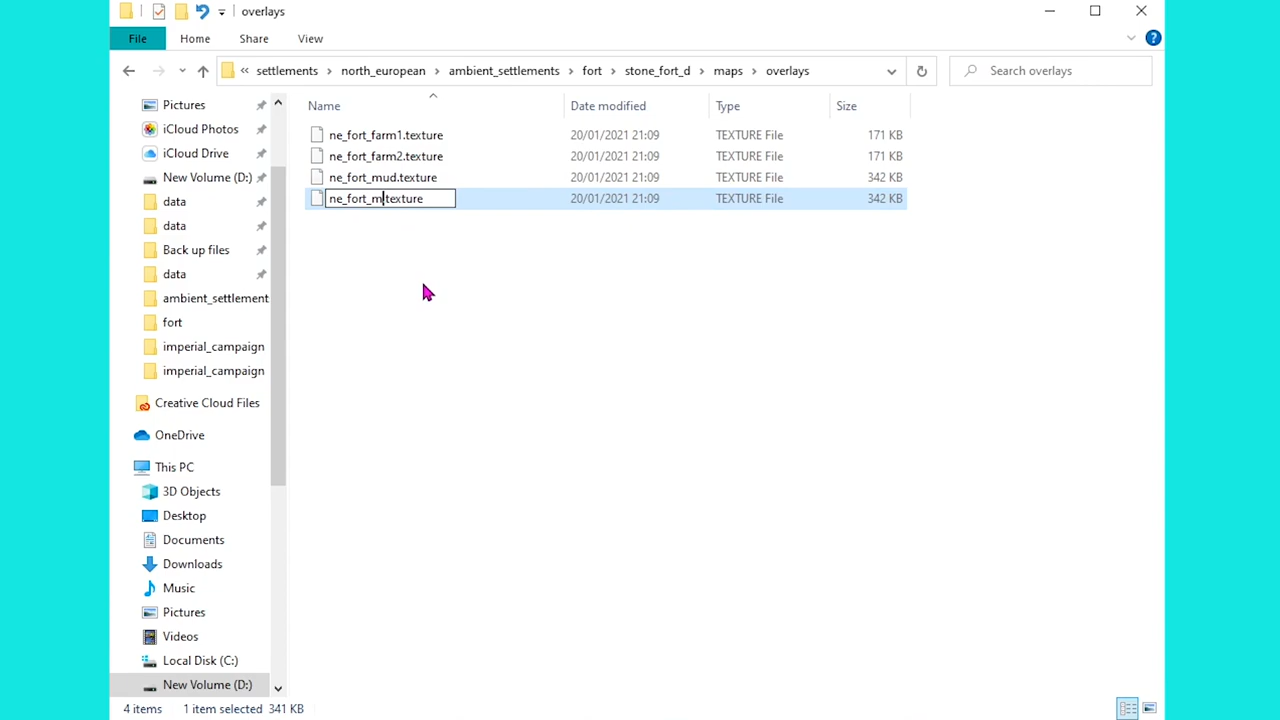 overlays
File Home Share View
« settlements > north_european > ambient_settlements > fort > stone_fort_d > maps > overlays
Search overlays
Name Date modified Type Size
Pictures
iCloud Photos
iCloud Drive
New Volume (D:)
data
data
Back up files
data
ambient_settlement
fort
imperial_campaign
imperial_campaign
Creative Cloud Files
OneDrive
This PC
3D Objects
Desktop
Documents
Downloads
Music
Pictures
Videos
Local Disk (C:)
New Volume (D:)
ne_fort_farm1.texture 20/01/2021 21:09 TEXTURE File 171 KB
ne_fort_farm2.texture 20/01/2021 21:09 TEXTURE File 171 KB
ne_fort_mud.texture 20/01/2021 21:09 TEXTURE File 342 KB
ne_fort_m.texture 20/01/2021 21:09 TEXTURE File 342 KB
4 items 1 item selected 341 KB